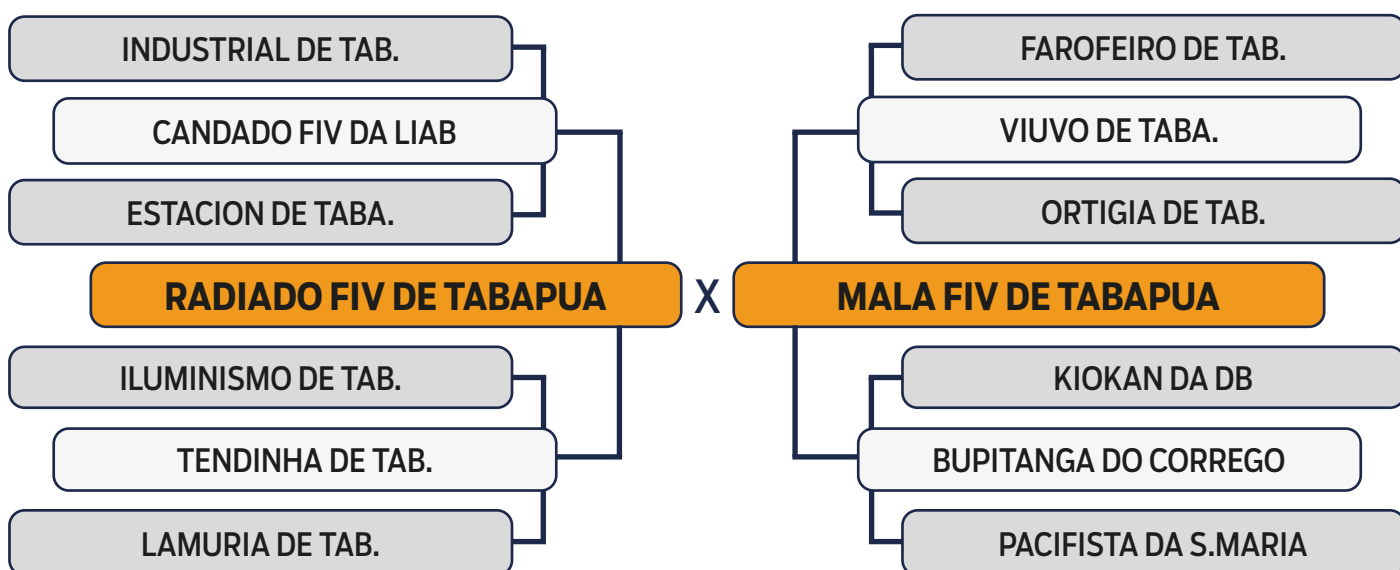 INDUSTRIAL DE TAB.
CANDADO FIV DA LIAB
ESTACION DE TABA.
RADIADO FIV DE TABAPUA
ILUMINISMO DE TAB.
TENDINHA DE TAB.
LAMURIA DE TAB.
X
FAROFEIRO DE TAB.
VIUVO DE TABA.
ORTIGIA DE TAB.
MALA FIV DE TABAPUA
KIOKAN DA DB
BUPITANGA DO CORREGO
PACIFISTA DA S.MARIA